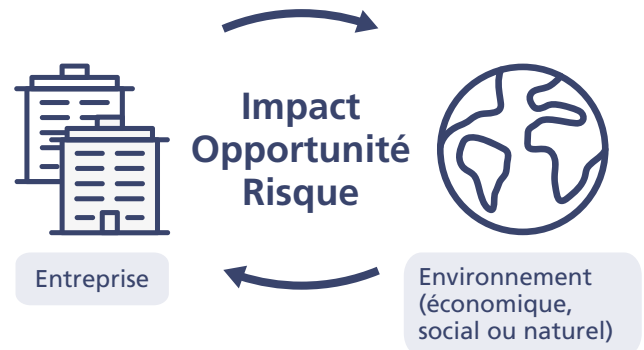 Impact
Opportunité
Risque
Entreprise
Environnement
(économique,
social ou naturel)